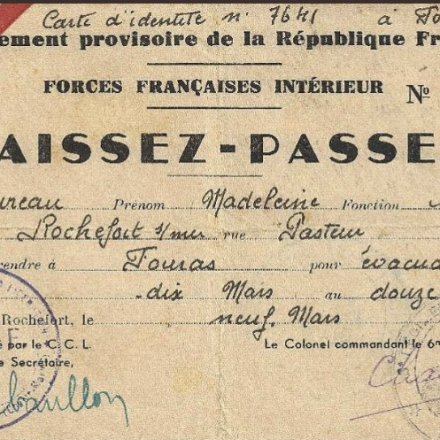 Carte d'identité n° 7641 à
ement provisoire de la République Fr
FORCES FRANÇAISES INTÉRIEUR
N°
AISSEZ-PASSE
ureau Prénom Madeleine Fonction
Rochefort s/mer rue Pasteur
rendre à Fouras pour évacua
dix Mars au douze
Rochefort, le neuf Mars
é par le C. C. L Le Colonel commandant le 6
e Secrétaire,